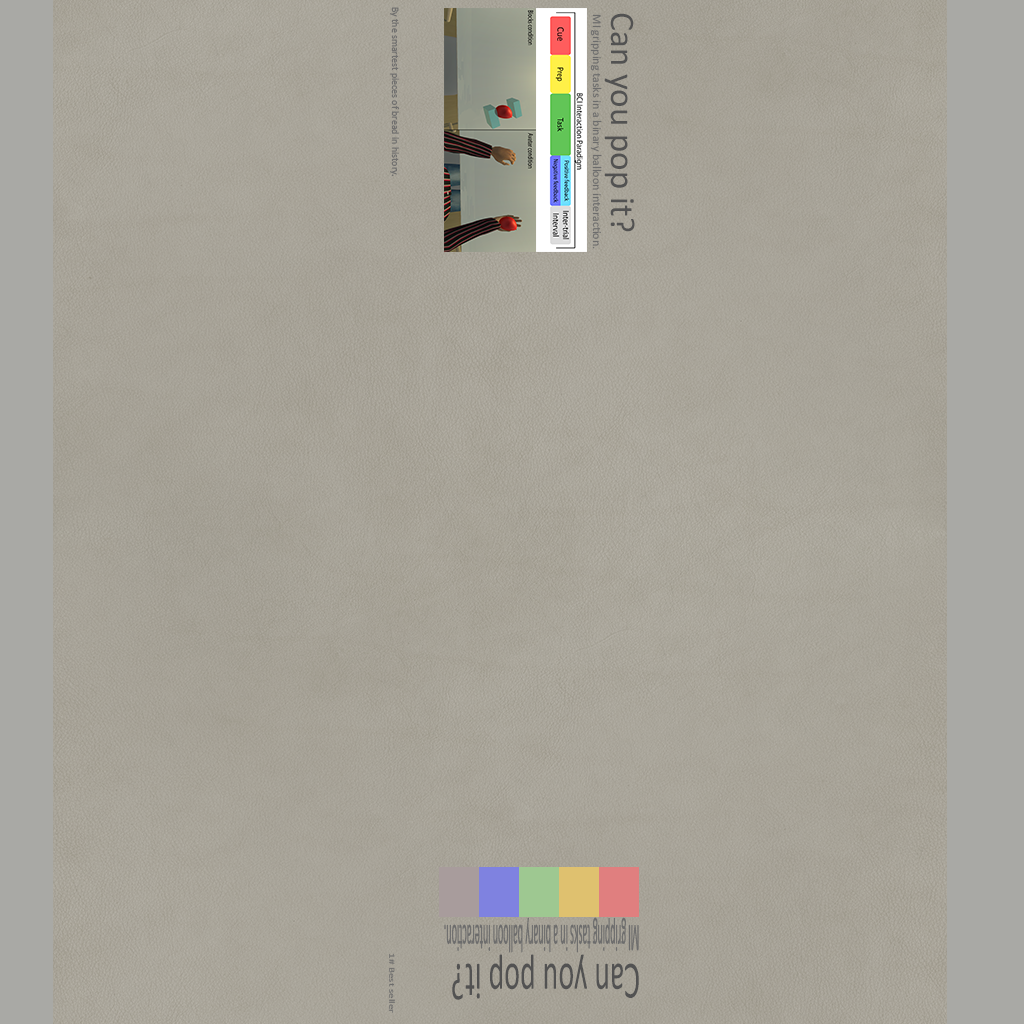 Can you pop it?
MI gripping tasks in a binary balloon interaction.
BCI Interaction Paradigm
Cue
Prep
Task
Positive feedback
Negative feedback
Inter-trial
Interval
Blocks condition
Avatar condition
By the smartest pieces of bread in history.
MI gripping tasks in a binary balloon interaction.
Can you pop it?
1# Best seller